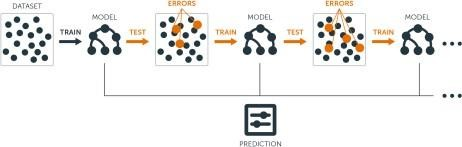 DATASET
MODEL
ERRORS
MODEL
ERRORS
MODEL
TRAIN
TEST
TRAIN
TEST
TRAIN
PREDICTION